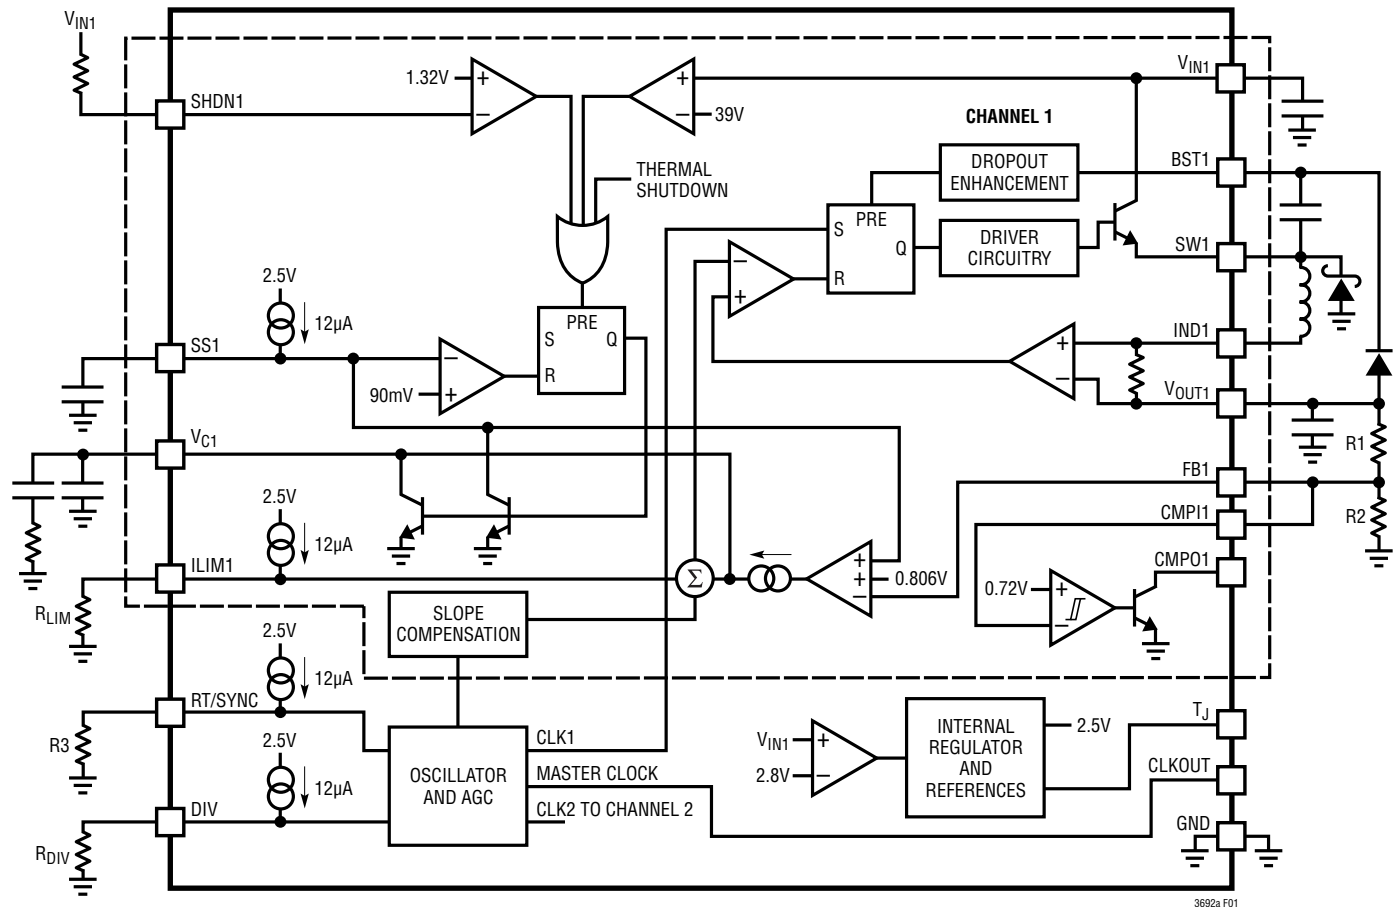 VIN1
SHDN1
1.32V
+
−
+
−
39V
THERMAL
SHUTDOWN
CHANNEL 1
VIN1
DROPOUT
ENHANCEMENT
BST1
PRE
S
Q
R
DRIVER
CIRCUITRY
SW1
−
+
2.5V
12µA
SS1
−
90mV
+
PRE
S
Q
R
IND1
+
−
VOUT1
R1
VC1
FB1
R2
CMPI1
2.5V
12µA
CMPO1
ILIM1
Σ
+
+
−
0.806V
0.72V
+
−
RLIM
SLOPE
COMPENSATION
2.5V
12µA
RT/SYNC
R3
2.5V
12µA
DIV
RDIV
OSCILLATOR
AND AGC
CLK1
MASTER CLOCK
CLK2 TO CHANNEL 2
VIN1
+
2.8V
−
INTERNAL
REGULATOR
AND
REFERENCES
2.5V
TJ
CLKOUT
GND
3692a F01